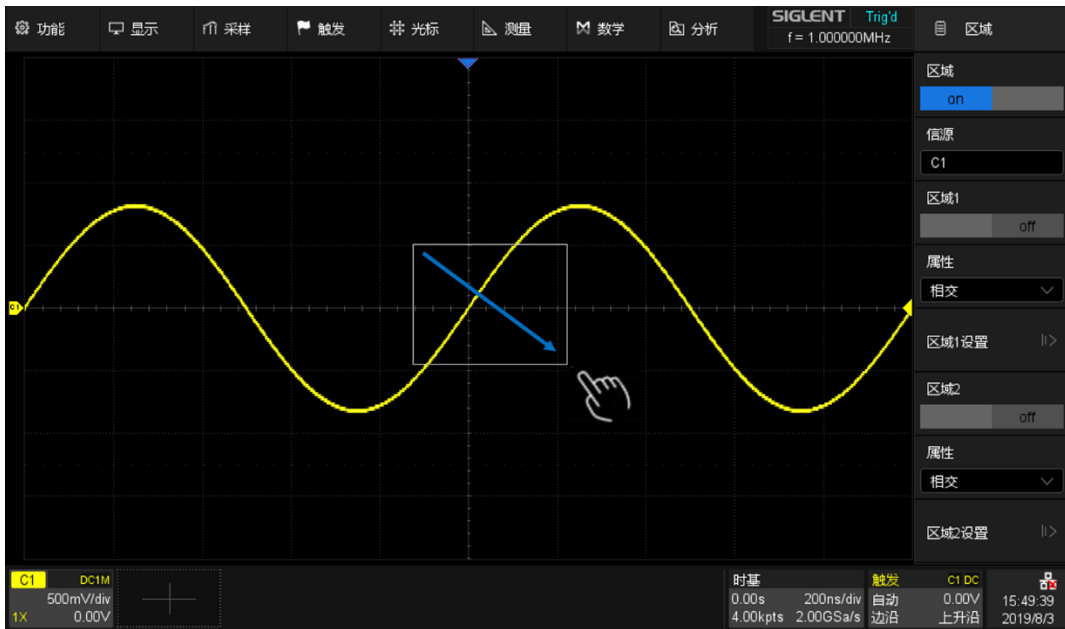 功能 显示 采样 触发 光标 测量 数学 分析 SIGLENT Trig'd
f = 1.000000MHz
区域
区域
on
信源
C1
区域1
off
属性
相交
区域1设置
区域2
off
属性
相交
区域2设置
C1
C1 DC1M
500mV/div
1X 0.00V
时基
0.00s 200ns/div
4.00kpts 2.00GSa/s
触发 C1 DC
自动 0.00V
边沿 上升沿
15:49:39
2019/8/3